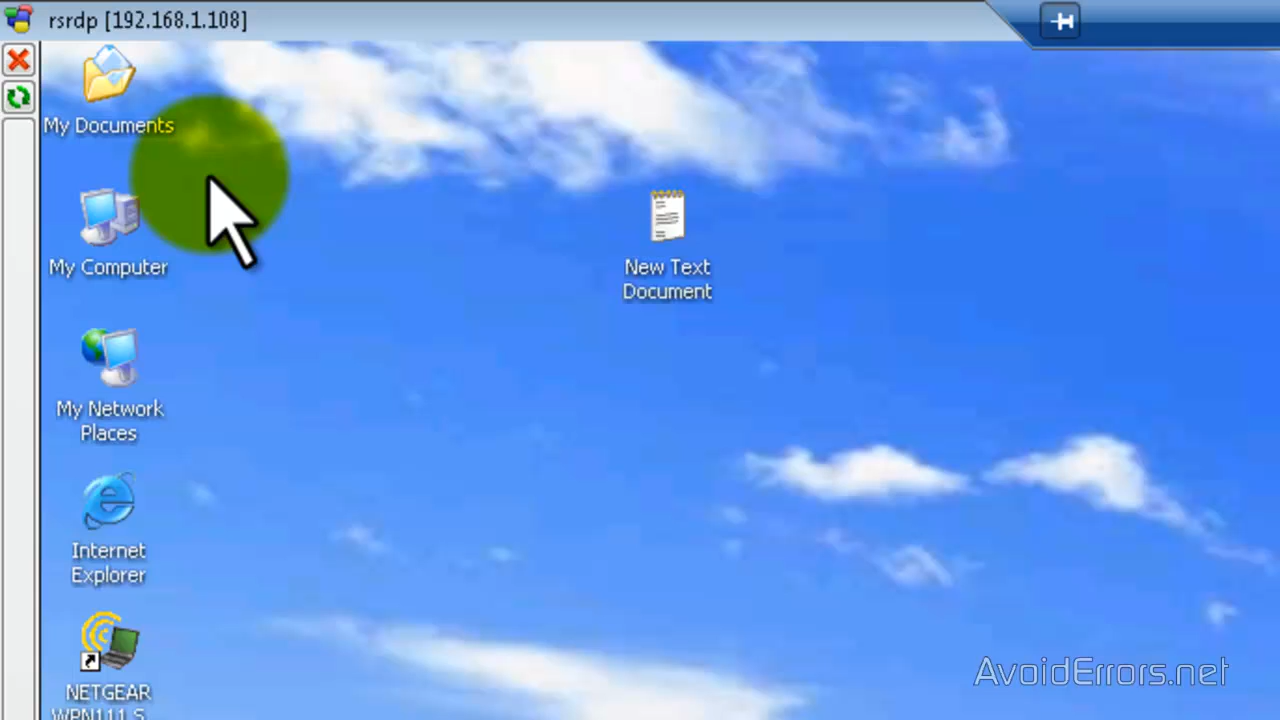 rsrdp [192.168.1.108]
My Documents
My Computer
New Text
Document
My Network
Places
Internet
Explorer
NETGEAR
WPN111 S
AvoidErrors.net